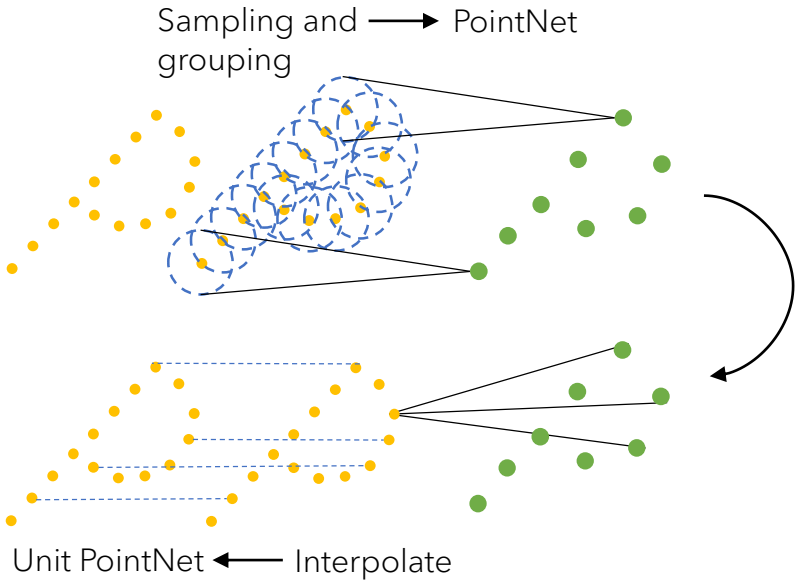 Sampling and → PointNet
grouping
Unit PointNet ← Interpolate